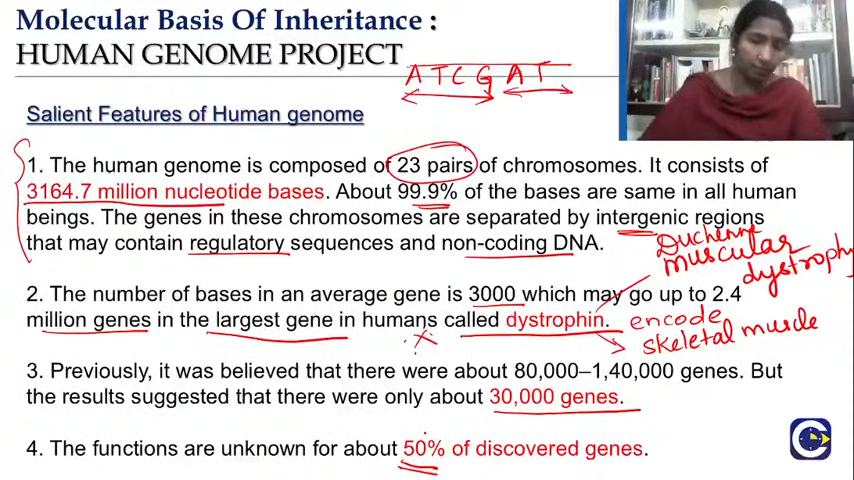 Molecular Basis Of Inheritance :
HUMAN GENOME PROJECT
A T C G A T
Salient Features of Human genome
1. The human genome is composed of 23 pairs of chromosomes. It consists of
3164.7 million nucleotide bases. About 99.9% of the bases are same in all human
beings. The genes in these chromosomes are separated by intergenic regions
that may contain regulatory sequences and non-coding DNA.
Duchenne
muscular
dystrophy
2. The number of bases in an average gene is 3000 which may go up to 2.4
million genes in the largest gene in humans called dystrophin.
encode
skeletal muscle
X
3. Previously, it was believed that there were about 80,000–1,40,000 genes. But
the results suggested that there were only about 30,000 genes.
4. The functions are unknown for about 50% of discovered genes.